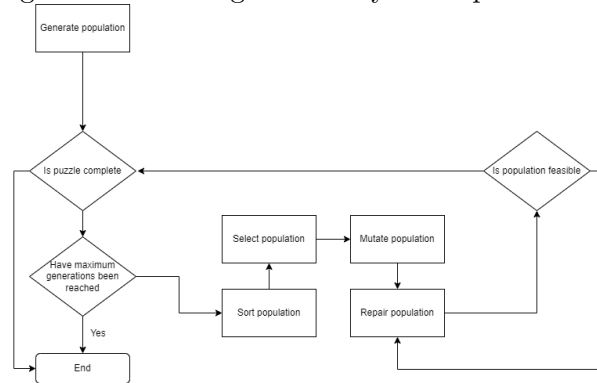 Generate population
Is puzzle complete
Is population feasible
Select population
Mutate population
Have maximum
generations been
reached
Sort population
Repair population
Yes
End